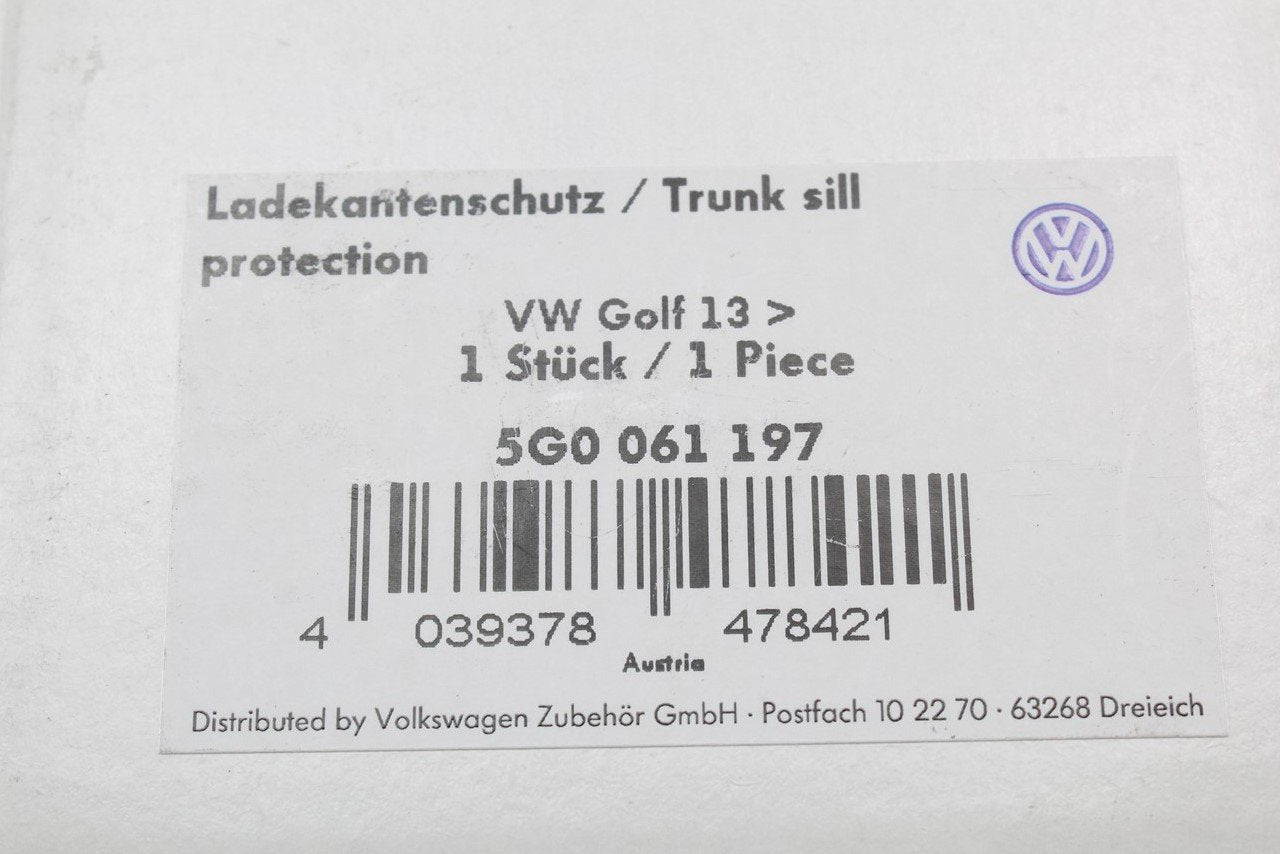 Ladekantenschutz / Trunk sill
protection
VW Golf 13 >
1 Stück / 1 Piece
5G0 061 197
4 039378 478421
Austria
Distributed by Volkswagen Zubehör GmbH · Postfach 10 22 70 · 63268 Dreieich